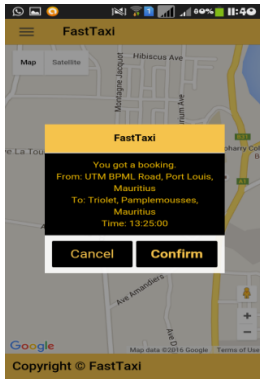 11:40
FastTaxi
Hibiscus Ave
Map Satellite
Montagne Jacquot
FastTaxi
You got a booking.
From: UTM BPML Road, Port Louis,
Mauritius
To: Triolet, Pamplemousses,
Mauritius
Time: 13:25:00
Cancel Confirm
Ave Amandiers
Google
Map data ©2016 Google Terms of Use
Copyright © FastTaxi